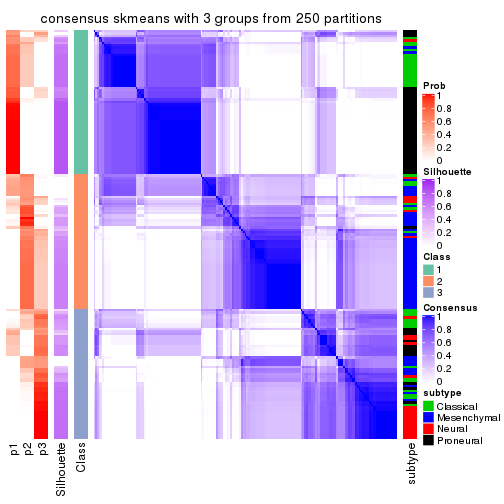 consensus skmeans with 3 groups from 250 partitions
Prob
1
0.8
0.6
0.4
0.2
0
Silhouette
1
0.8
0.6
0.4
0.2
0
Class
1
2
3
Consensus
1
0.8
0.6
0.4
0.2
0
subtype
Classical
Mesenchymal
Neural
Proneural
p1
p2
p3
Silhouette
Class
subtype